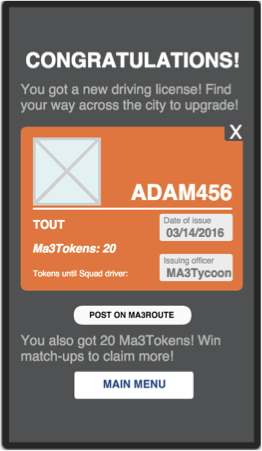 CONGRATULATIONS!
You got a new driving license! Find
your way across the city to upgrade!
X
ADAM456
TOUT
Date of issue
03/14/2016
Ma3Tokens: 20
Issuing officer
MA3Tycoon
Tokens until Squad driver:
POST ON MA3ROUTE
You also got 20 Ma3Tokens! Win
match-ups to claim more!
MAIN MENU